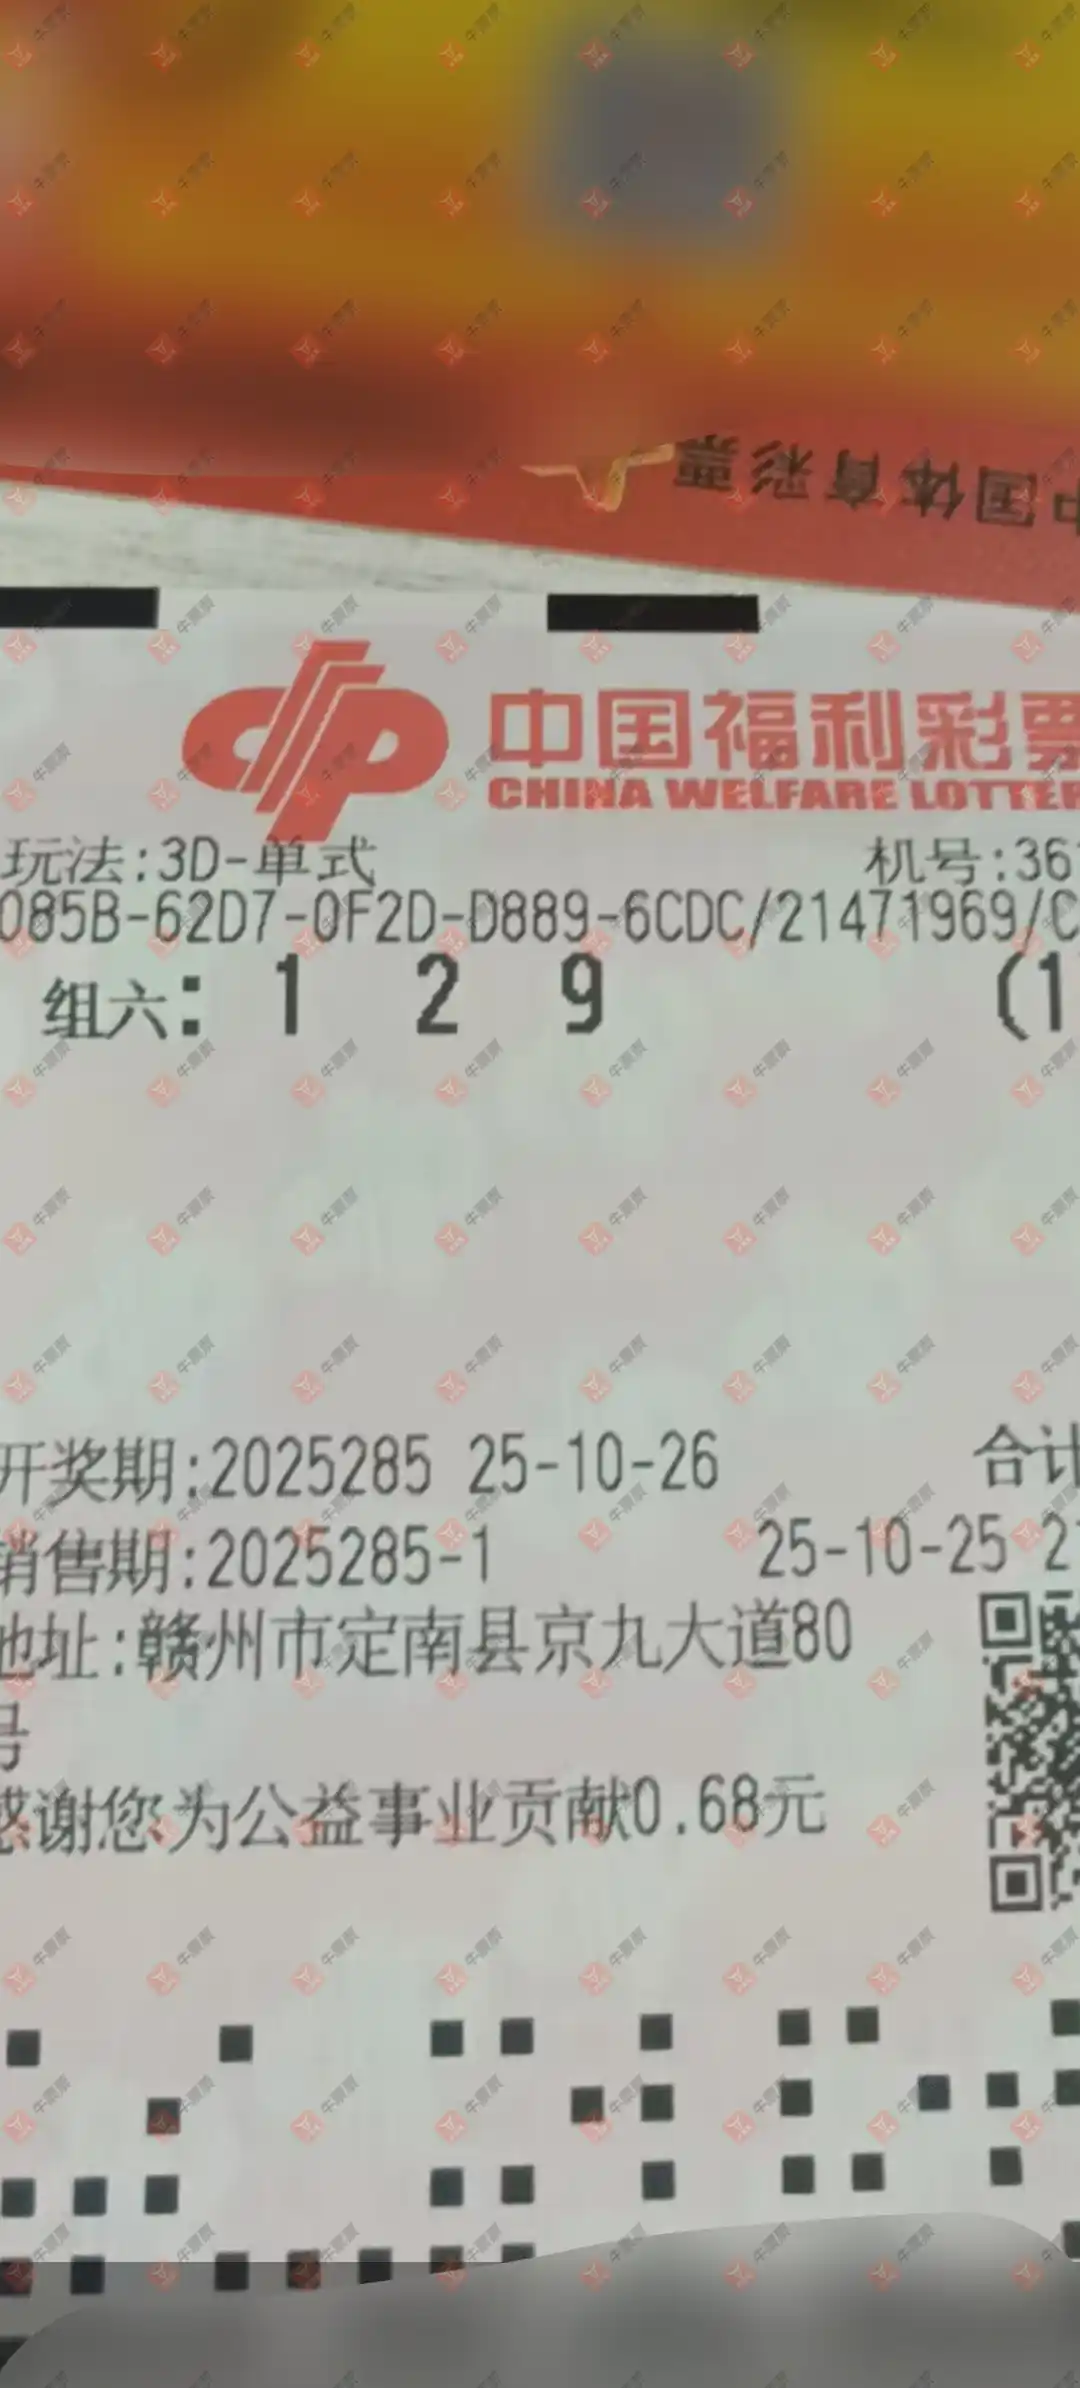 中国体育彩票
中国福利彩票
CHINA WELFARE LOTTER
玩法:3D-单式 机号:36
085B-62D7-0F2D-D889-6CDC/21471969/C
组六: 1 2 9 (1
开奖期:2025285 25-10-26 合计
销售期:2025285-1 25-10-25 2
地址:赣州市定南县京九大道80
号
感谢您为公益事业贡献0.68元